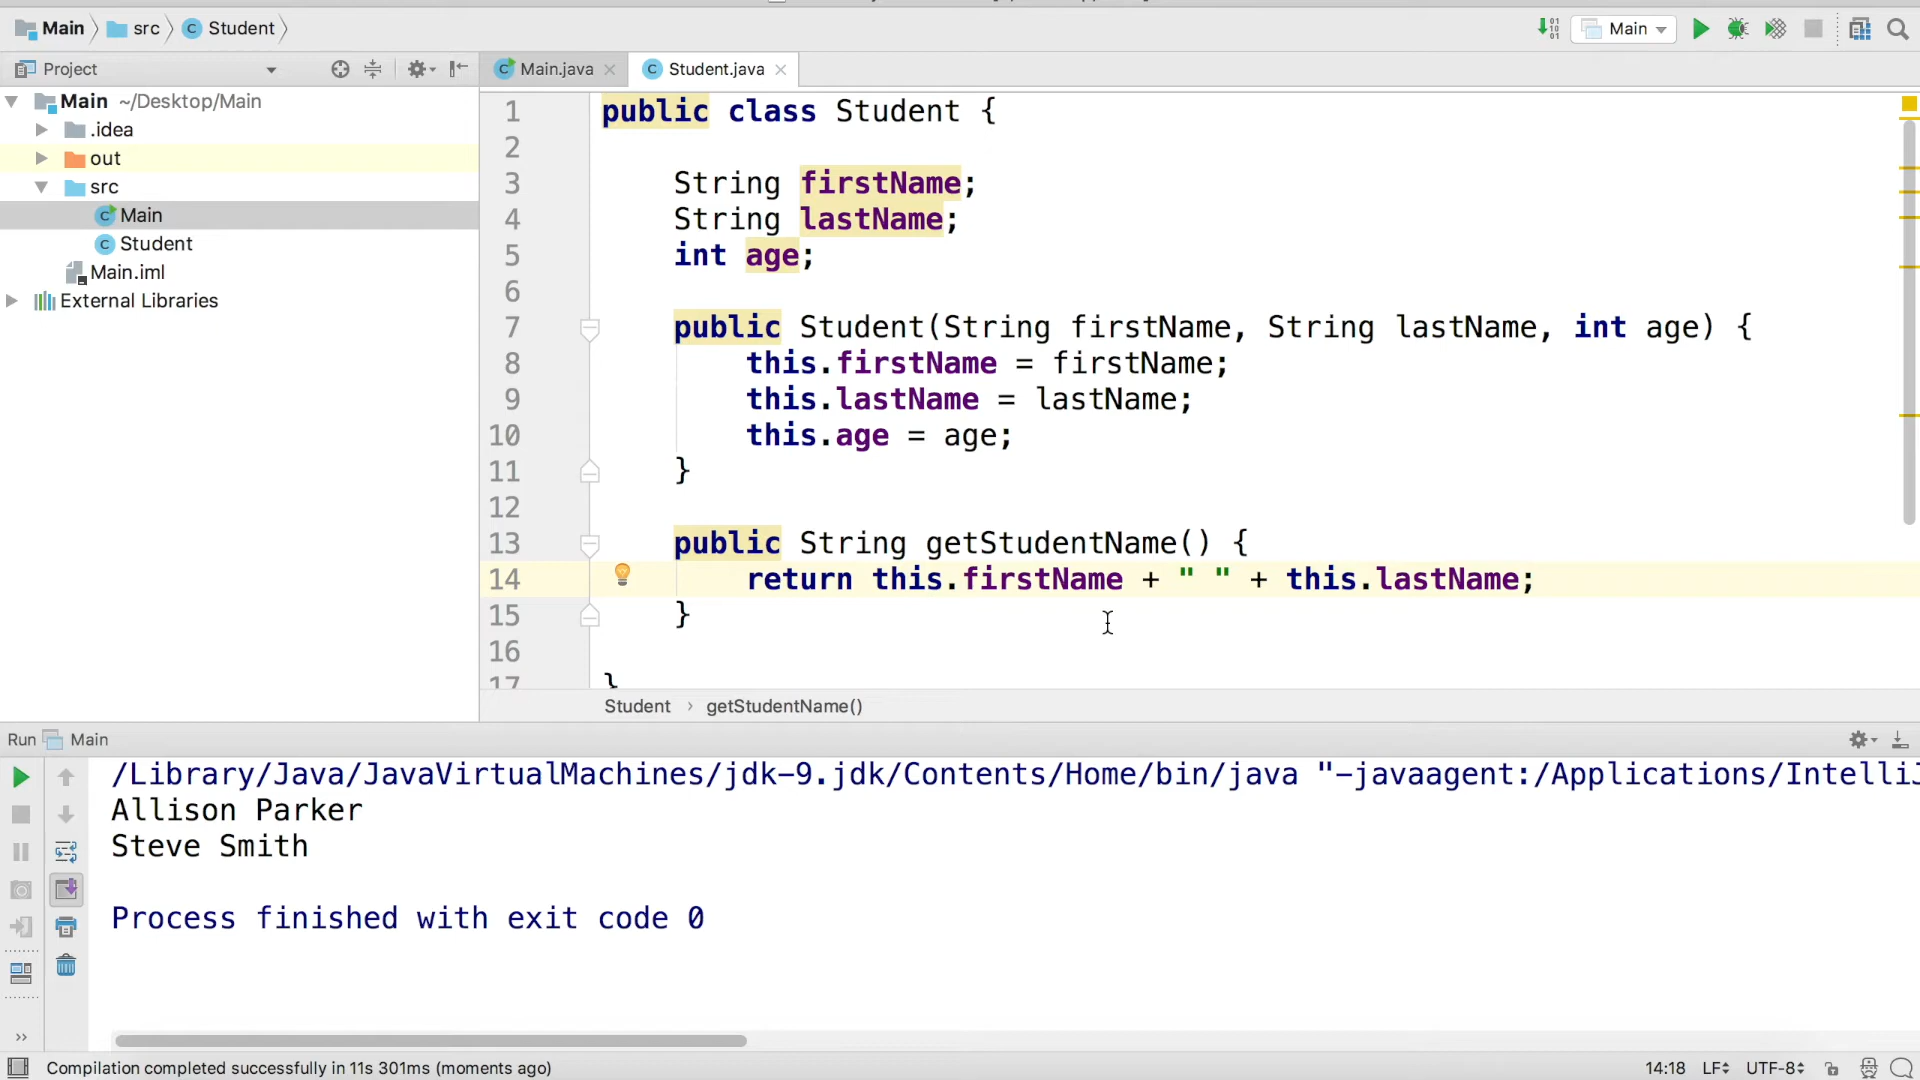 Main src Student
Main
Project
Main.java
Student.java
Main ~/Desktop/Main
.idea
out
src
Main
Student
Main.iml
External Libraries
1 public class Student {
2
3 String firstName;
4 String lastName;
5 int age;
6
7 public Student(String firstName, String lastName, int age) {
8 this.firstName = firstName;
9 this.lastName = lastName;
10 this.age = age;
11 }
12
13 public String getStudentName() {
14 return this.firstName + " " + this.lastName;
15 }
16
17 }
Student › getStudentName()
Run Main
/Library/Java/JavaVirtualMachines/jdk-9.jdk/Contents/Home/bin/java "-javaagent:/Applications/IntelliJ
Allison Parker
Steve Smith
Process finished with exit code 0
Compilation completed successfully in 11s 301ms (moments ago)
14:18 LF UTF-8